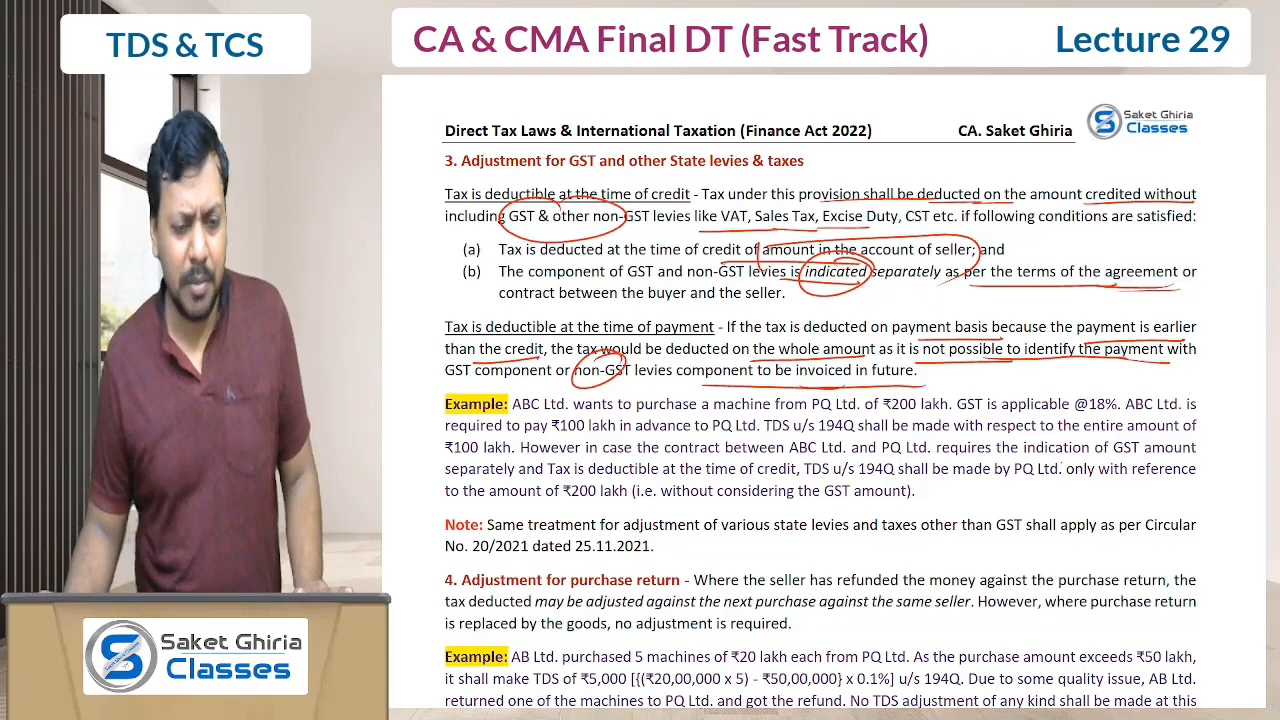 TDS & TCS
CA & CMA Final DT (Fast Track)
Lecture 29
Direct Tax Laws & International Taxation (Finance Act 2022)
CA. Saket Ghiria
Saket Ghiria
Classes
3. Adjustment for GST and other State levies & taxes
Tax is deductible at the time of credit - Tax under this provision shall be deducted on the amount credited without
including GST & other non-GST levies like VAT, Sales Tax, Excise Duty, CST etc. if following conditions are satisfied:
(a) Tax is deducted at the time of credit of amount in the account of seller; and
(b) The component of GST and non-GST levies is indicated separately as per the terms of the agreement or
contract between the buyer and the seller.
Tax is deductible at the time of payment - If the tax is deducted on payment basis because the payment is earlier
than the credit, the tax would be deducted on the whole amount as it is not possible to identify the payment with
GST component or non-GST levies component to be invoiced in future.
Example: ABC Ltd. wants to purchase a machine from PQ Ltd. of ₹200 lakh. GST is applicable @18%. ABC Ltd. is
required to pay ₹100 lakh in advance to PQ Ltd. TDS u/s 194Q shall be made with respect to the entire amount of
₹100 lakh. However in case the contract between ABC Ltd. and PQ Ltd. requires the indication of GST amount
separately and Tax is deductible at the time of credit, TDS u/s 194Q shall be made by PQ Ltd. only with reference
to the amount of ₹200 lakh (i.e. without considering the GST amount).
Note: Same treatment for adjustment of various state levies and taxes other than GST shall apply as per Circular
No. 20/2021 dated 25.11.2021.
4. Adjustment for purchase return - Where the seller has refunded the money against the purchase return, the
tax deducted may be adjusted against the next purchase against the same seller. However, where purchase return
is replaced by the goods, no adjustment is required.
Example: AB Ltd. purchased 5 machines of ₹20 lakh each from PQ Ltd. As the purchase amount exceeds ₹50 lakh,
it shall make TDS of ₹5,000 [{(₹20,00,000 x 5) - ₹50,00,000} x 0.1%] u/s 194Q. Due to some quality issue, AB Ltd.
returned one of the machines to PQ Ltd. and got the refund. No TDS adjustment of any kind shall be made at this
Saket Ghiria
Classes